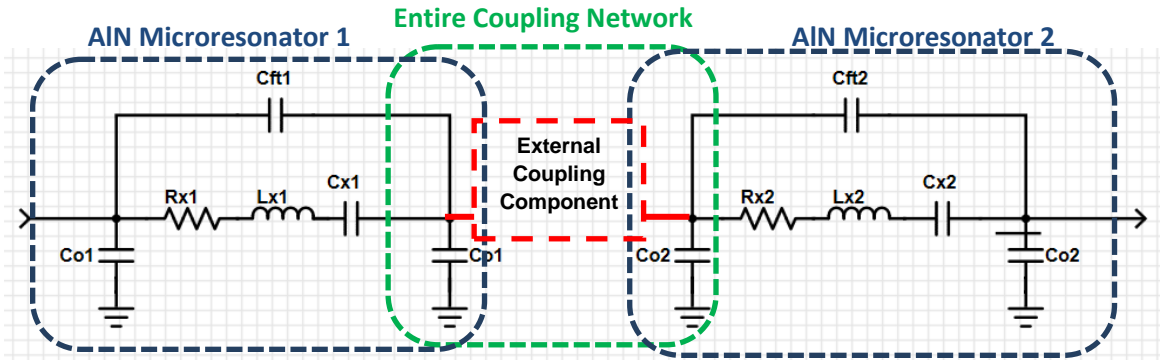 Entire Coupling Network
AlN Microresonator 1
AlN Microresonator 2
Cft1
Cft2
External
Coupling
Component
Rx1
Lx1
Cx1
Rx2
Lx2
Cx2
Co1
Co1
Co2
Co2